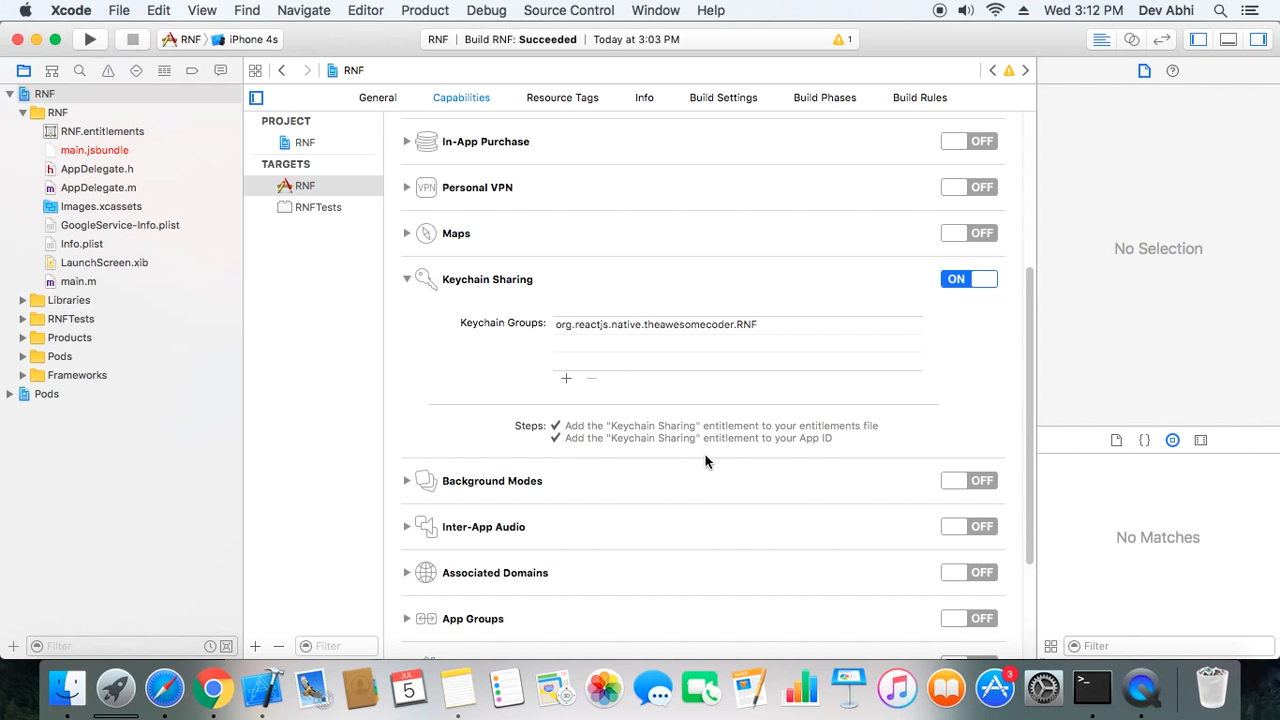 Xcode File Edit View Find Navigate Editor Product Debug Source Control Window Help Wed 3:12 PM Dev Abhi
RNF iPhone 4s RNF Build RNF: Succeeded Today at 3:03 PM 1
RNF
General Capabilities Resource Tags Info Build Settings Build Phases Build Rules
RNF
RNF
RNF.entitlements
main.jsbundle
AppDelegate.h
AppDelegate.m
Images.xcassets
GoogleService-Info.plist
Info.plist
LaunchScreen.xib
main.m
Libraries
RNFTests
Products
Pods
Frameworks
Pods
Filter
PROJECT
RNF
TARGETS
RNF
RNFTests
Filter
In-App Purchase OFF
VPN Personal VPN OFF
Maps OFF
Keychain Sharing ON
Keychain Groups: org.reactjs.native.theawesomecoder.RNF
Steps: ✔ Add the "Keychain Sharing" entitlement to your entitlements file
✔ Add the "Keychain Sharing" entitlement to your App ID
Background Modes OFF
Inter-App Audio OFF
Associated Domains OFF
App Groups OFF
No Selection
{ }
No Matches
Filter
JUL
5
3